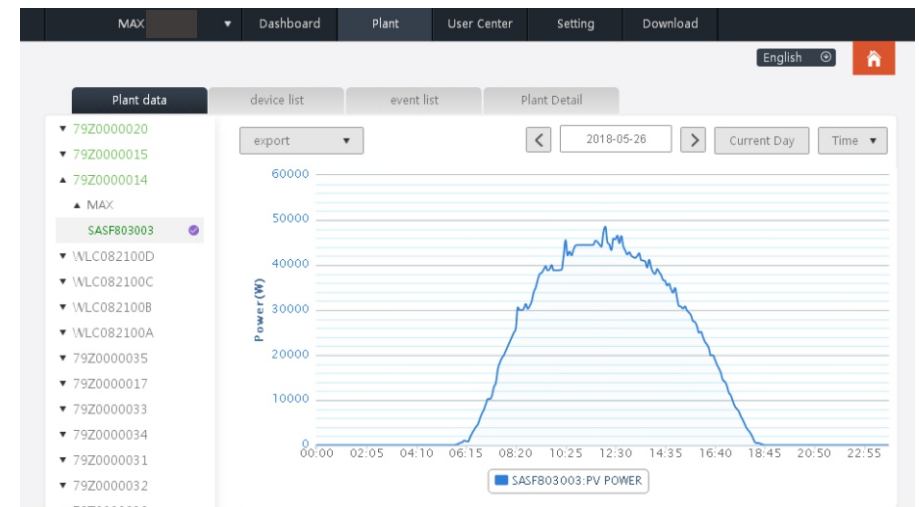 MAX Dashboard Plant User Center Setting Download
English
Plant data device list event list Plant Detail
79Z0000020
79Z0000015
79Z0000014
MAX
SASF803003
WLC082100D
WLC082100C
WLC082100B
WLC082100A
79Z0000035
79Z0000017
79Z0000033
79Z0000034
79Z0000031
79Z0000032
export 2018-05-26 Current Day Time
60000
50000
40000
30000
20000
10000
0
Power(W)
00:00 02:05 04:10 06:15 08:20 10:25 12:30 14:35 16:40 18:45 20:50 22:55
SASF803003:PV POWER